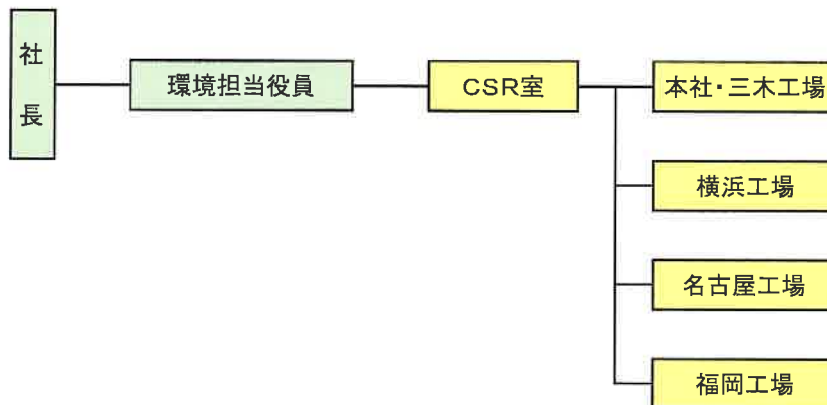 社長
環境担当役員
CSR室
本社・三木工場
横浜工場
名古屋工場
福岡工場